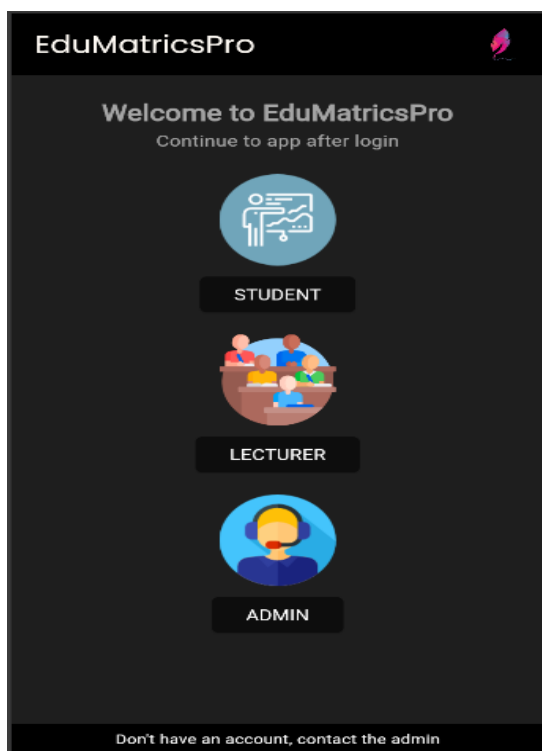 EduMatricsPro
Welcome to EduMatricsPro
Continue to app after login
STUDENT
LECTURER
ADMIN
Don't have an account, contact the admin